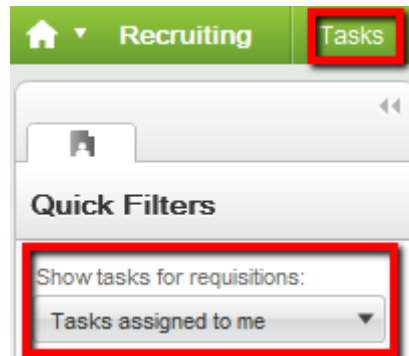 Recruiting Tasks
Quick Filters
Show tasks for requisitions:
Tasks assigned to me